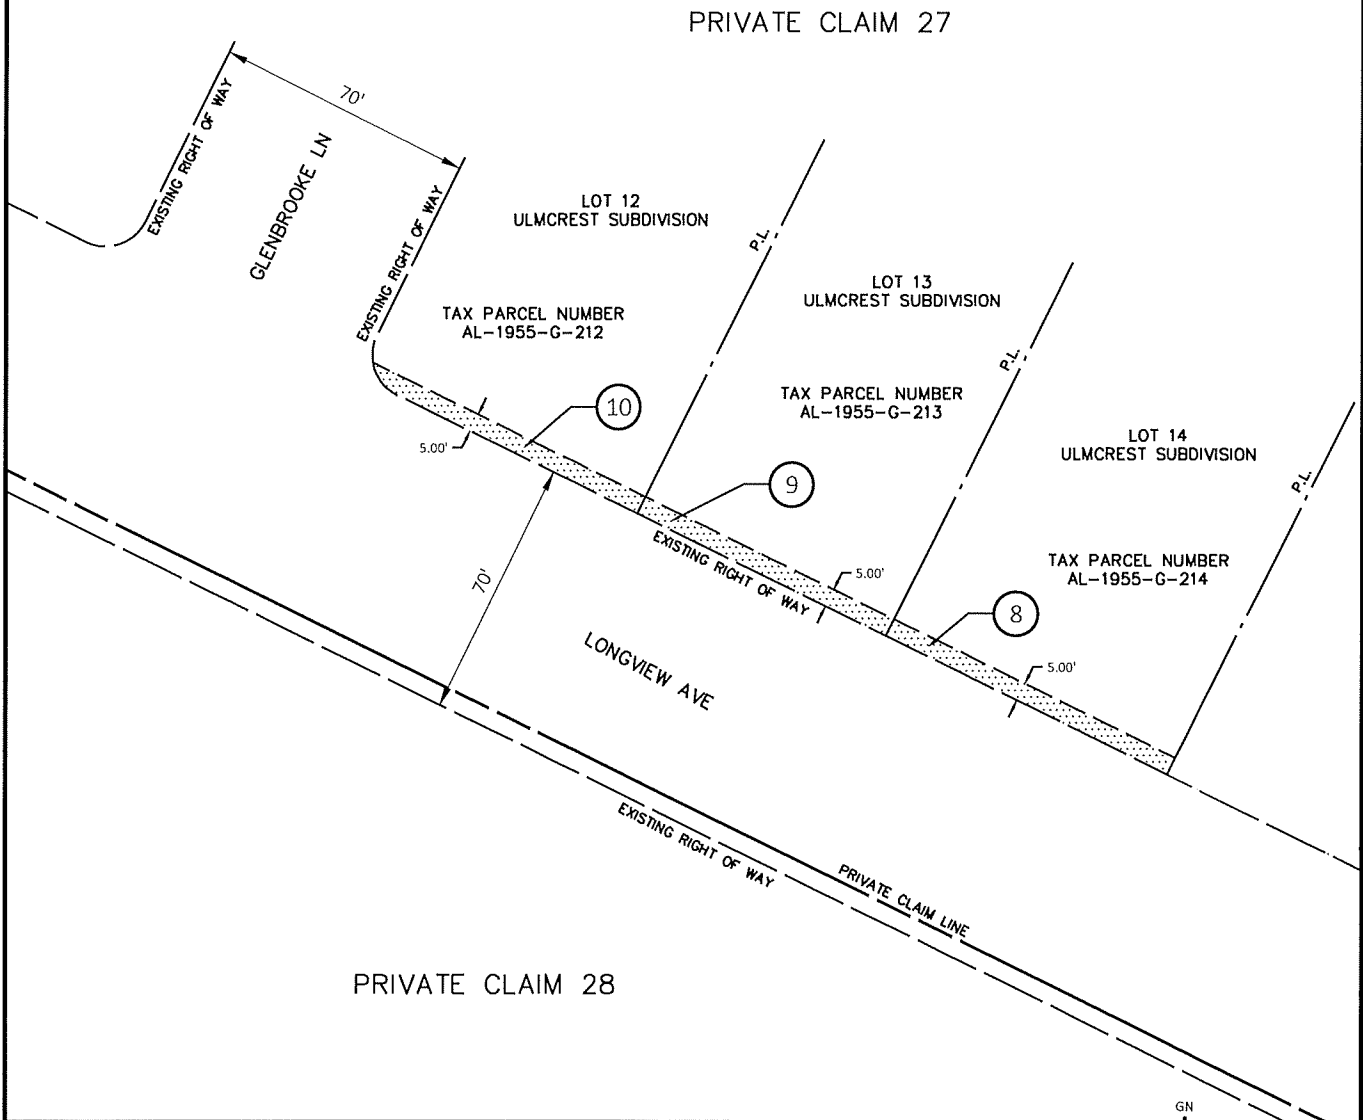 PRIVATE CLAIM 27
70'
EXISTING RIGHT OF WAY
GLENBROOKE LN
EXISTING RIGHT OF WAY
LOT 12
ULMCREST SUBDIVISION
TAX PARCEL NUMBER
AL-1955-G-212
P.L.
LOT 13
ULMCREST SUBDIVISION
TAX PARCEL NUMBER
AL-1955-G-213
P.L.
LOT 14
ULMCREST SUBDIVISION
TAX PARCEL NUMBER
AL-1955-G-214
P.L.
10
5.00'
9
EXISTING RIGHT OF WAY
5.00'
8
5.00'
70'
LONGVIEW AVE
EXISTING RIGHT OF WAY
PRIVATE CLAIM LINE
PRIVATE CLAIM 28
GN